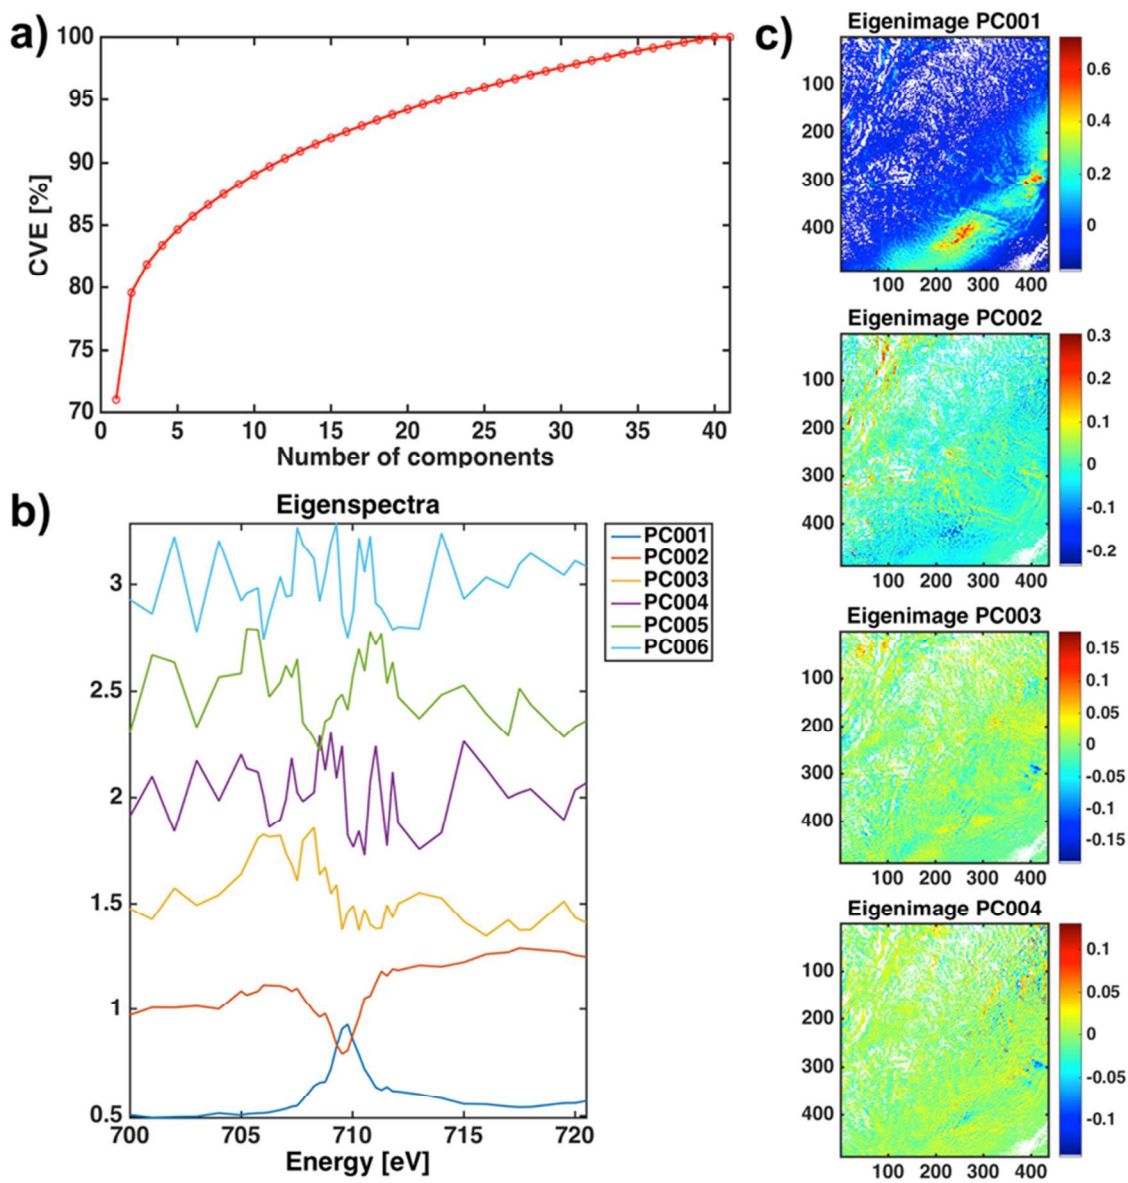 a)
100
95
90
85
80
75
70
CVE [%]
0 5 10 15 20 25 30 35 40
Number of components
b)
Eigenspectra
3
2.5
2
1.5
1
0.5
700 705 710 715 720
Energy [eV]
PC001
PC002
PC003
PC004
PC005
PC006
c)
Eigenimage PC001
100
200
300
400
100 200 300 400
0.6
0.4
0.2
0
Eigenimage PC002
100
200
300
400
100 200 300 400
0.3
0.2
0.1
0
-0.1
-0.2
Eigenimage PC003
100
200
300
400
100 200 300 400
0.15
0.1
0.05
0
-0.05
-0.1
-0.15
Eigenimage PC004
100
200
300
400
100 200 300 400
0.1
0.05
0
-0.05
-0.1